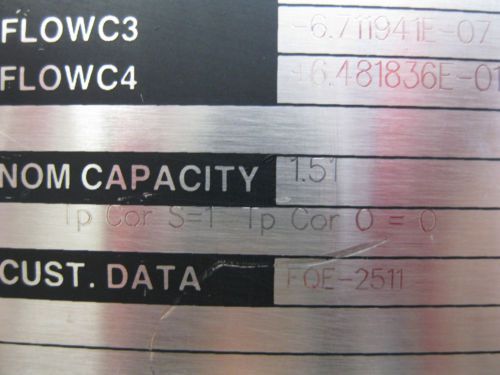 FLOWC3 -6.711941E-07
FLOWC4 +6.481836E-01
NOM CAPACITY 1.51
Tp Cor S=1 Tp Cor O = 0
CUST. DATA FQE-2511